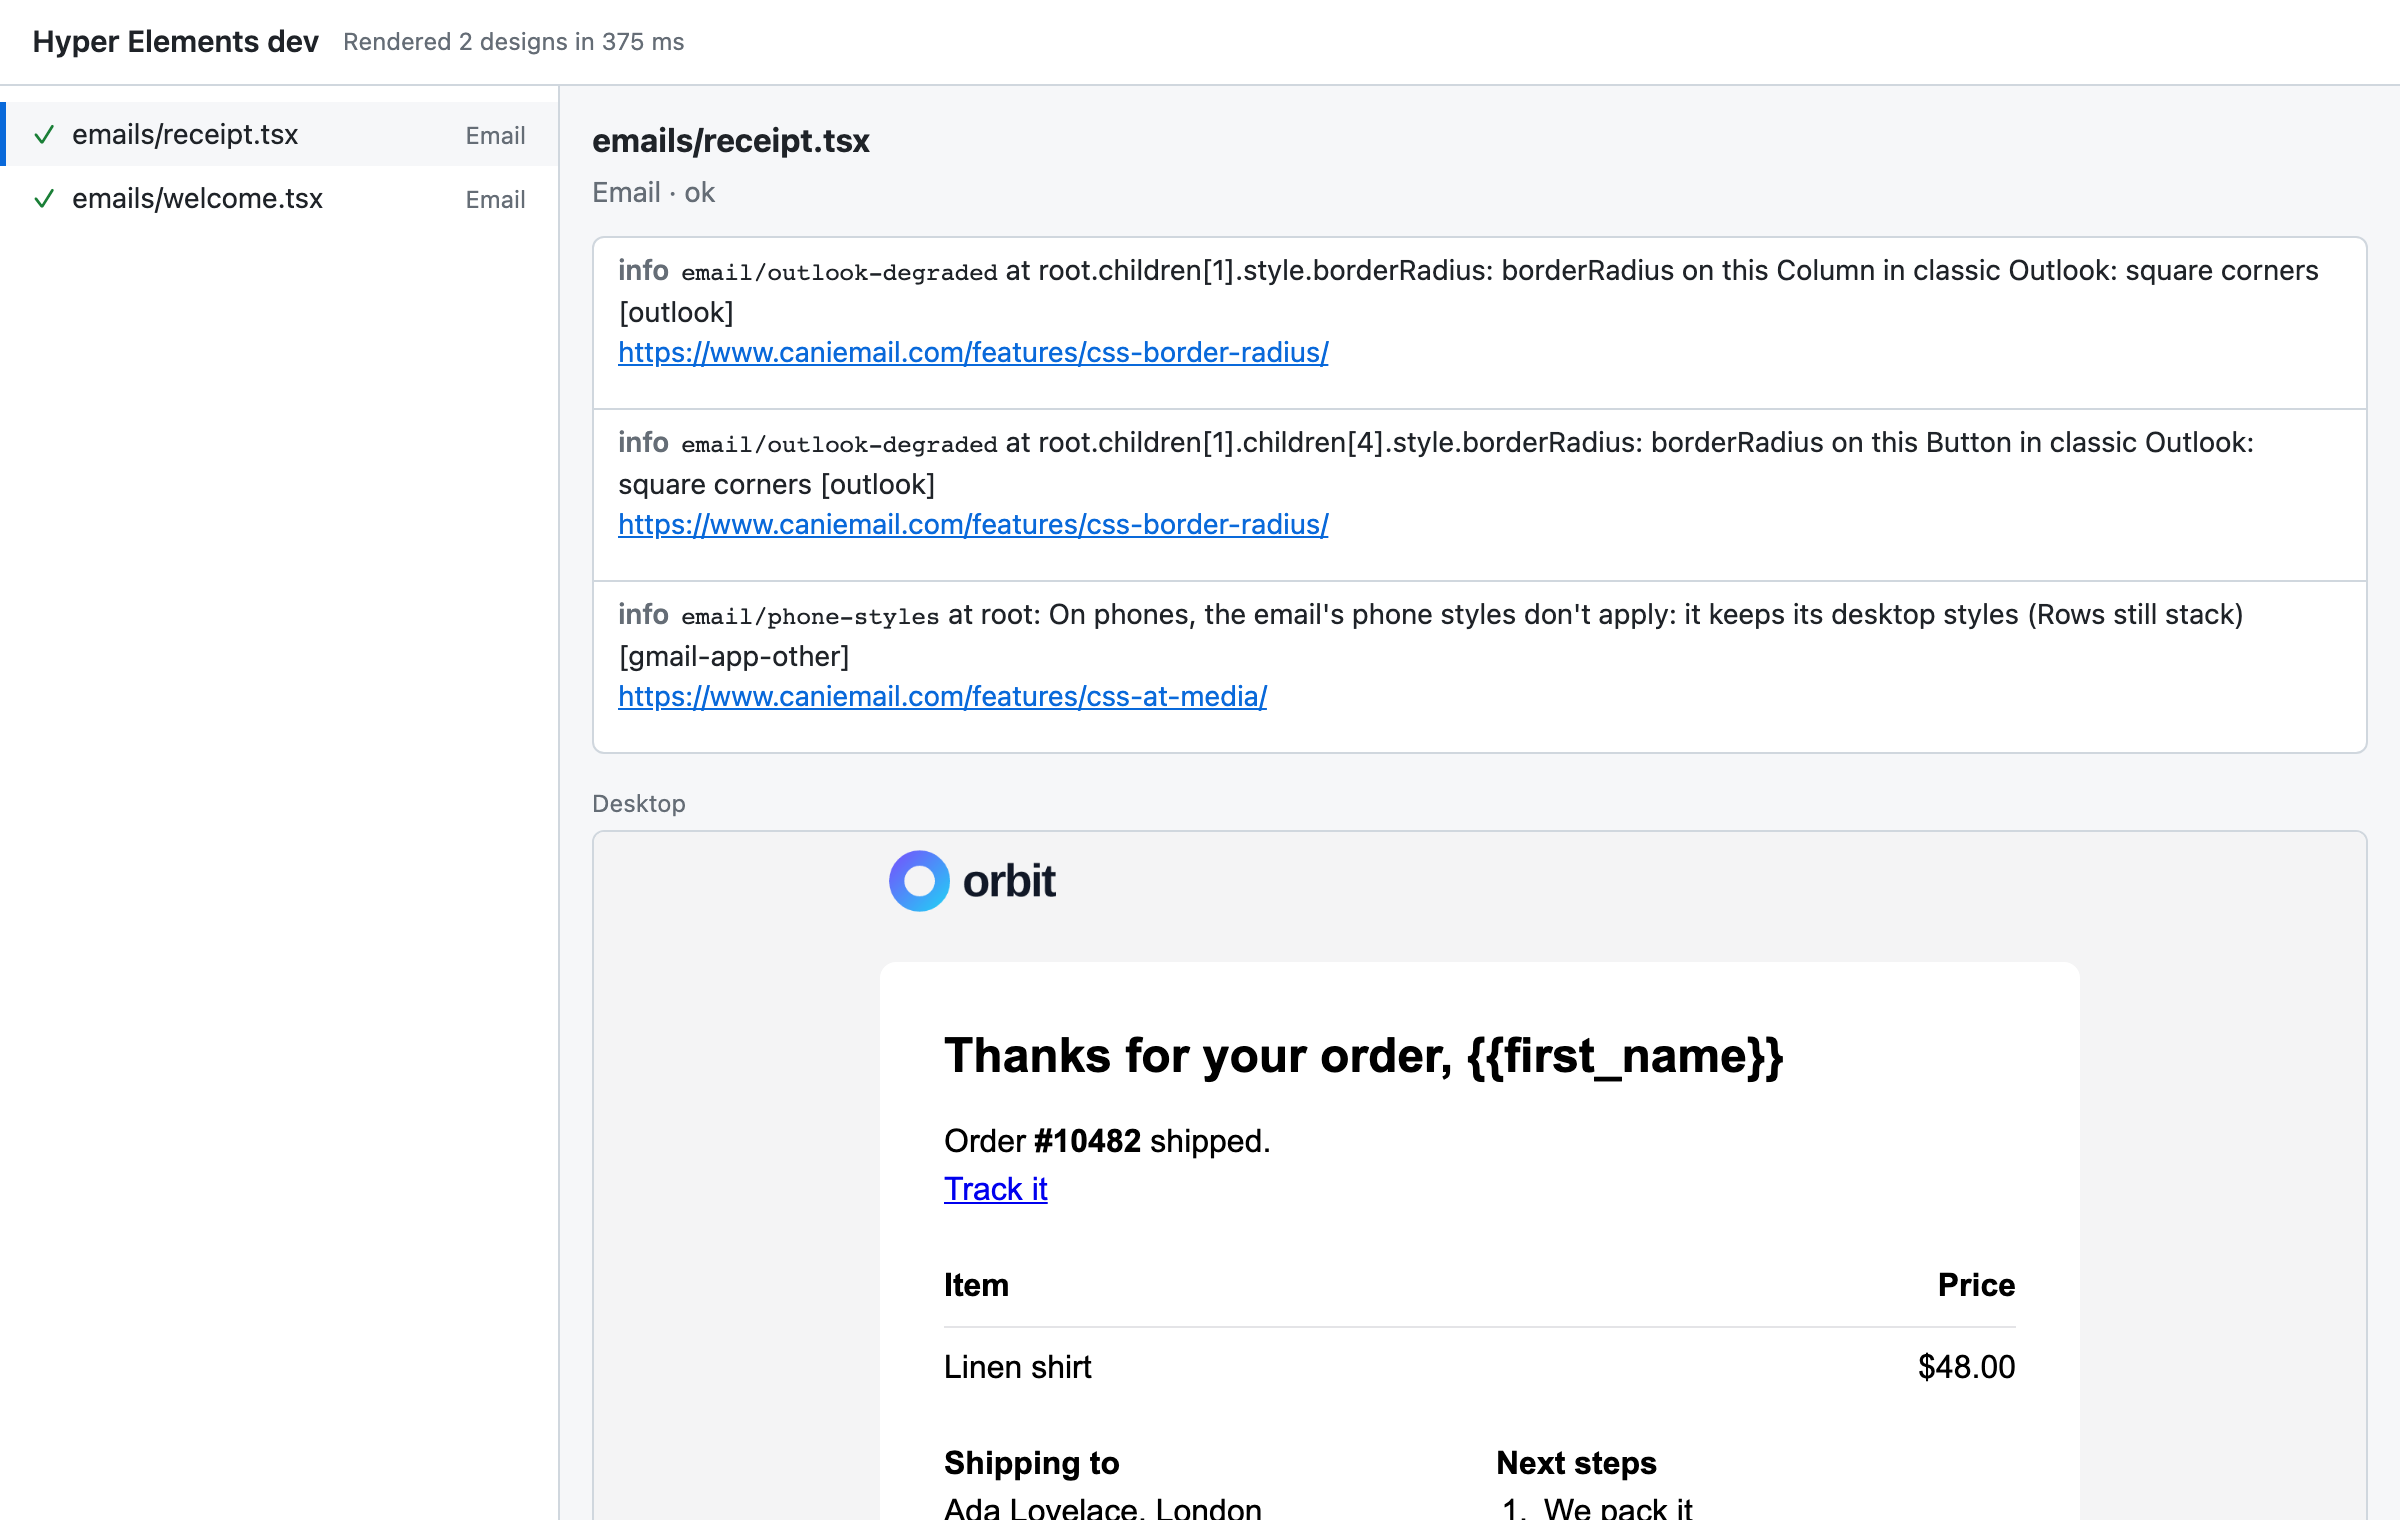 Hyper Elements dev Rendered 2 designs in 375 ms
✓ emails/receipt.tsx Email
✓ emails/welcome.tsx Email
emails/receipt.tsx
Email · ok
info email/outlook-degraded at root.children[1].style.borderRadius: borderRadius on this Column in classic Outlook: square corners
[outlook]
https://www.caniemail.com/features/css-border-radius/
info email/outlook-degraded at root.children[1].children[4].style.borderRadius: borderRadius on this Button in classic Outlook:
square corners [outlook]
https://www.caniemail.com/features/css-border-radius/
info email/phone-styles at root: On phones, the email's phone styles don't apply: it keeps its desktop styles (Rows still stack)
[gmail-app-other]
https://www.caniemail.com/features/css-at-media/
Desktop
orbit
Thanks for your order, {{first_name}}
Order #10482 shipped.
Track it
Item Price
Linen shirt $48.00
Shipping to Next steps
Ada Lovelace, London 1. We pack it